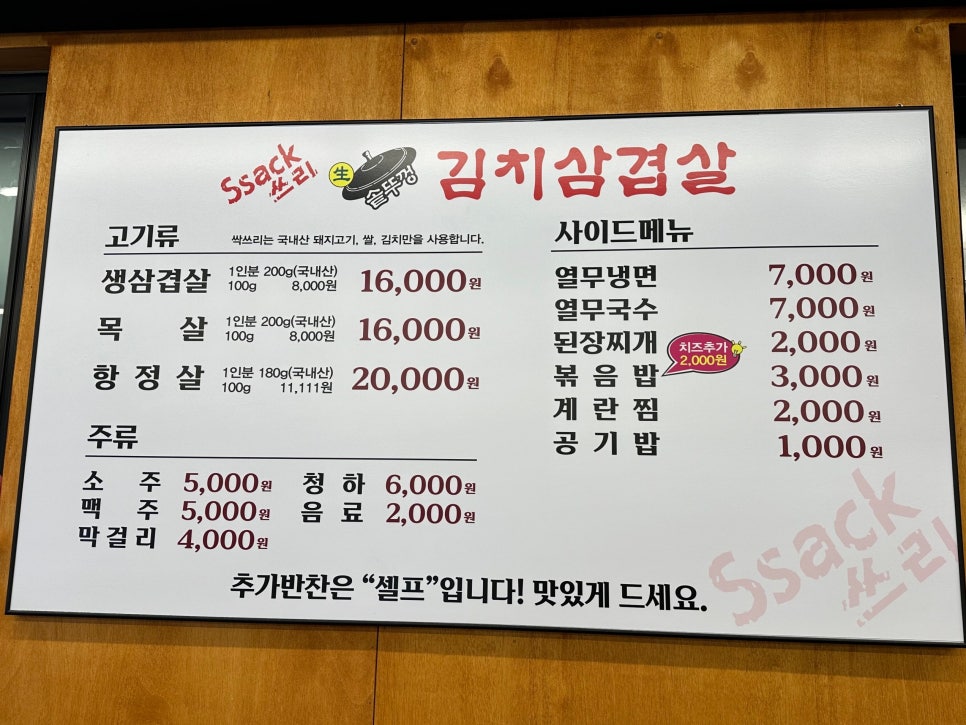 Ssack
쓰리
生
솥뚜껑
김치삼겹살
고기류
싹쓰리는 국내산 돼지고기, 쌀, 김치만을 사용합니다.
생삼겹살 1인분 200g(국내산) 16,000원
100g 8,000원
목 살 1인분 200g(국내산) 16,000원
100g 8,000원
항정살 1인분 180g(국내산) 20,000원
100g 11,111원
주류
소 주 5,000원 청 하 6,000원
맥 주 5,000원 음 료 2,000원
막걸리 4,000원
사이드메뉴
열무냉면 7,000원
열무국수 7,000원
된장찌개 2,000원
치즈추가
2,000원
볶음밥 3,000원
계란찜 2,000원
공기밥 1,000원
추가반찬은 “셀프”입니다! 맛있게 드세요.
Ssack
쓰리